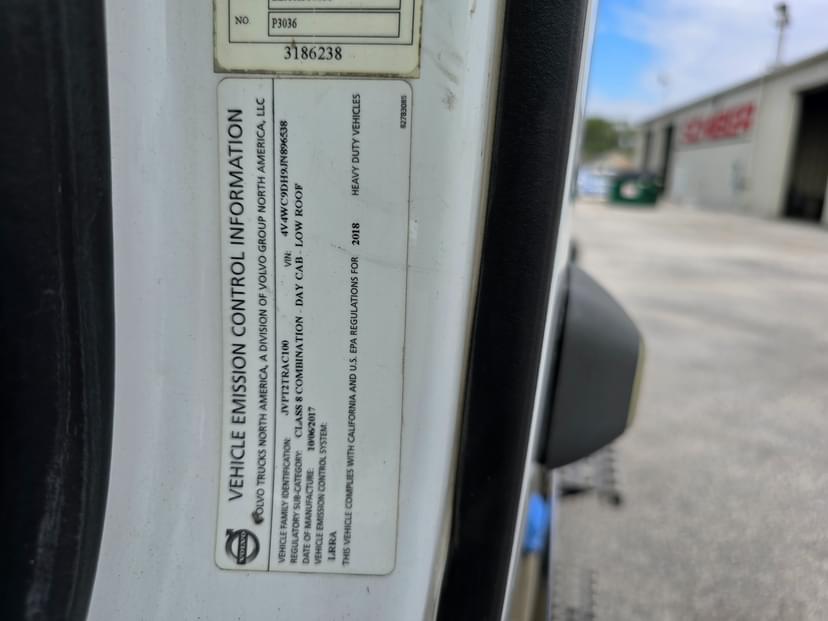 NO. P3036
3186238
VEHICLE EMISSION CONTROL INFORMATION
VOLVO TRUCKS NORTH AMERICA, A DIVISION OF VOLVO GROUP NORTH AMERICA, LLC
VOLVO
VEHICLE FAMILY IDENTIFICATION: JVPT2TRAC100 VIN: 4V4WC9DH9JN896538
REGULATORY SUB-CATEGORY: CLASS 8 COMBINATION - DAY CAB - LOW ROOF
DATE OF MANUFACTURE: 10/06/2017
VEHICLE EMISSION CONTROL SYSTEM:
LRRA
THIS VEHICLE COMPLIES WITH CALIFORNIA AND U.S. EPA REGULATIONS FOR 2018 HEAVY DUTY VEHICLES
82783085